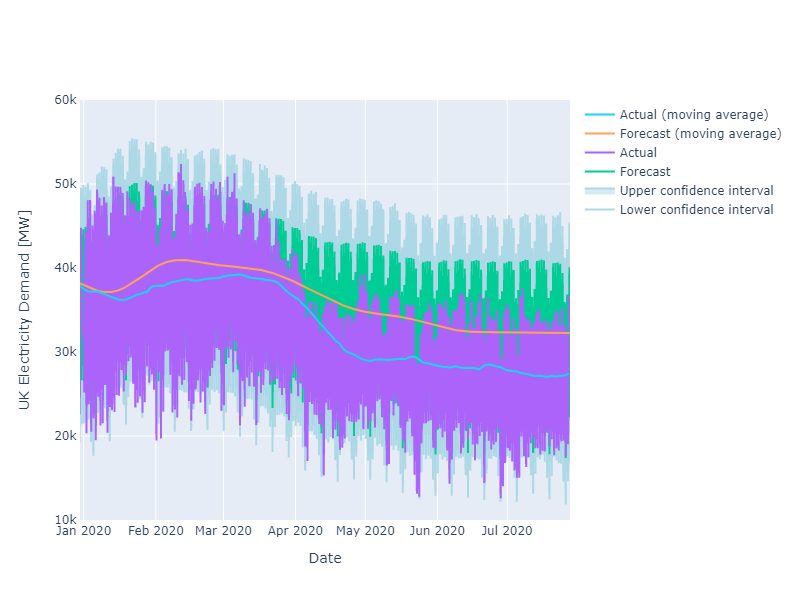 60k
50k
40k
30k
20k
10k
UK Electricity Demand [MW]
Jan 2020 Feb 2020 Mar 2020 Apr 2020 May 2020 Jun 2020 Jul 2020
Date
Actual (moving average)
Forecast (moving average)
Actual
Forecast
Upper confidence interval
Lower confidence interval